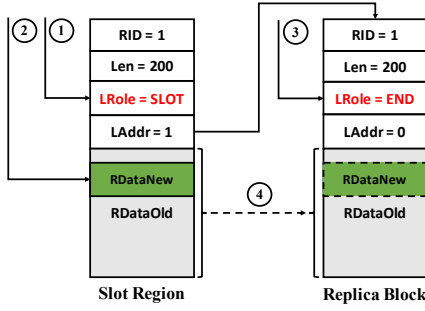 2
1
3
RID = 1
Len = 200
LRole = SLOT
LAddr = 1
RDataNew
RDataOld
4
RID = 1
Len = 200
LRole = END
LAddr = 0
RDataNew
RDataOld
Slot Region
Replica Block